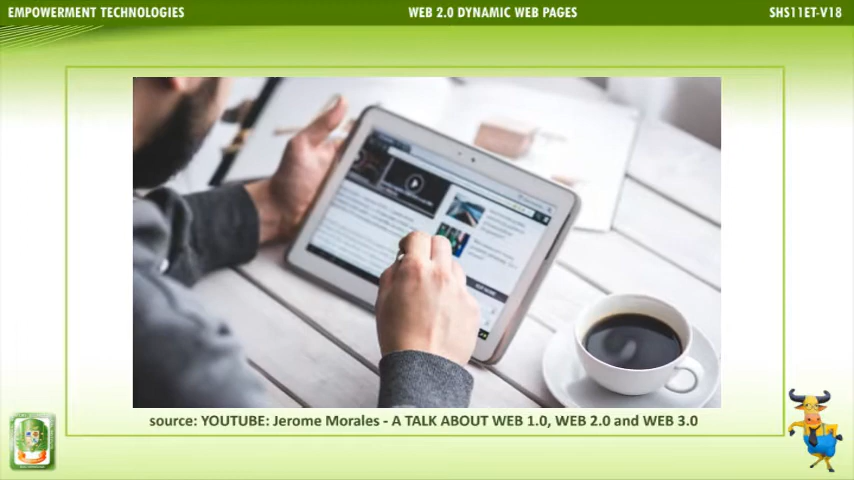 EMPOWERMENT TECHNOLOGIES
WEB 2.0 DYNAMIC WEB PAGES
SHS11ET-V18
source: YOUTUBE: Jerome Morales - A TALK ABOUT WEB 1.0, WEB 2.0 and WEB 3.0